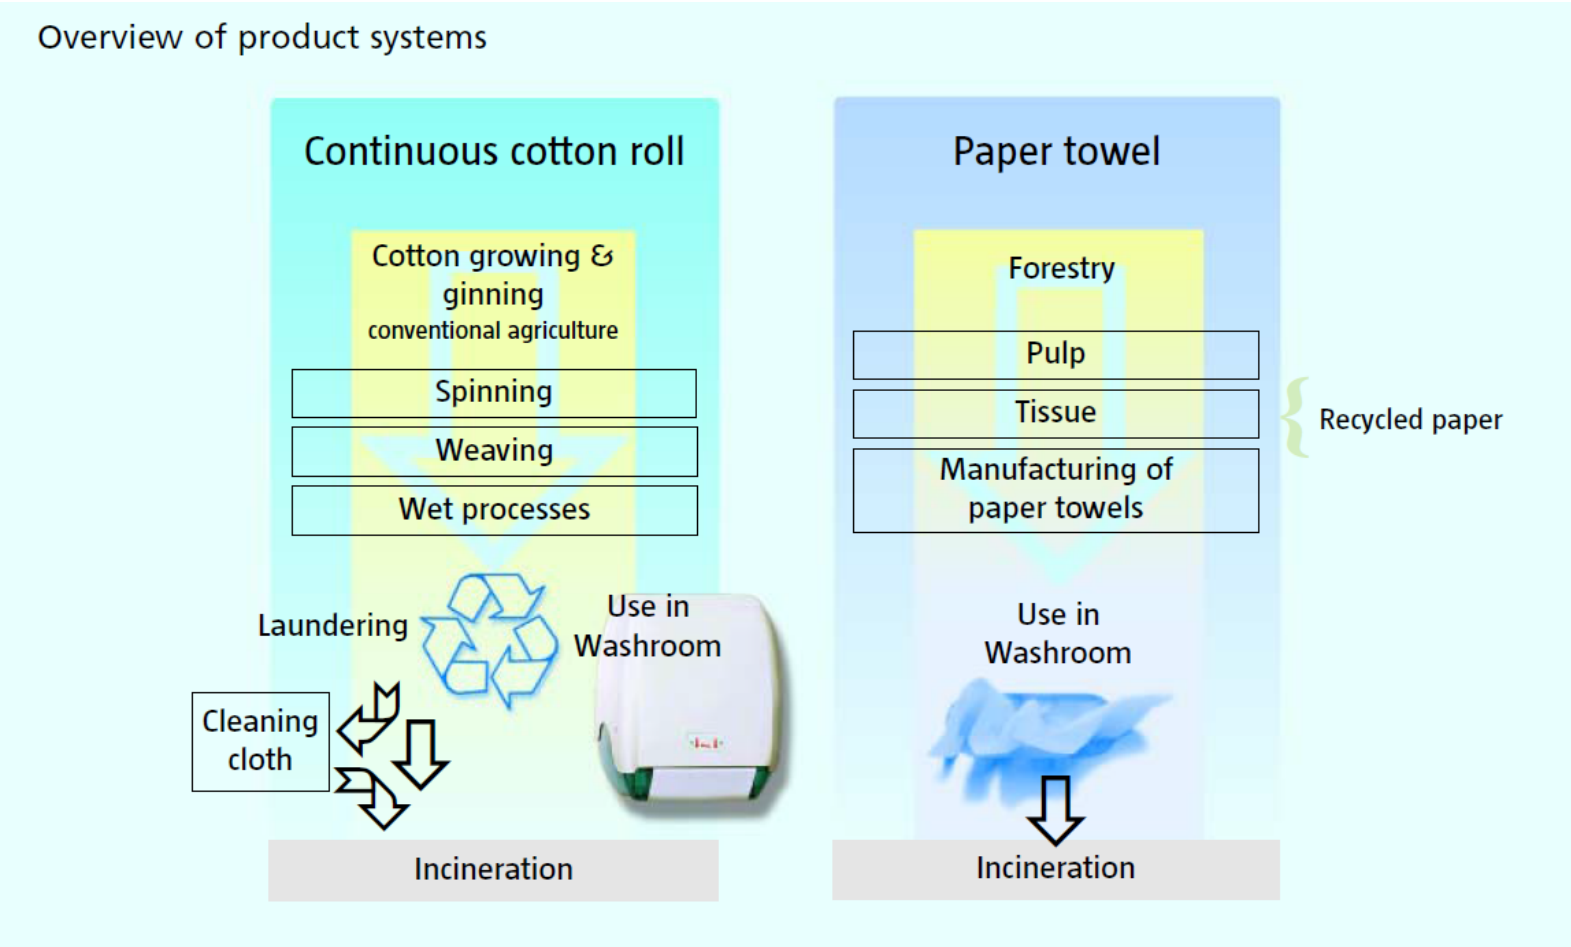 Overview of product systems
Continuous cotton roll
Cotton growing &
ginning
conventional agriculture
Spinning
Weaving
Wet processes
Laundering
Use in
Washroom
Cleaning
cloth
Incineration
Paper towel
Forestry
Pulp
Tissue
Manufacturing of
paper towels
Recycled paper
Use in
Washroom
Incineration